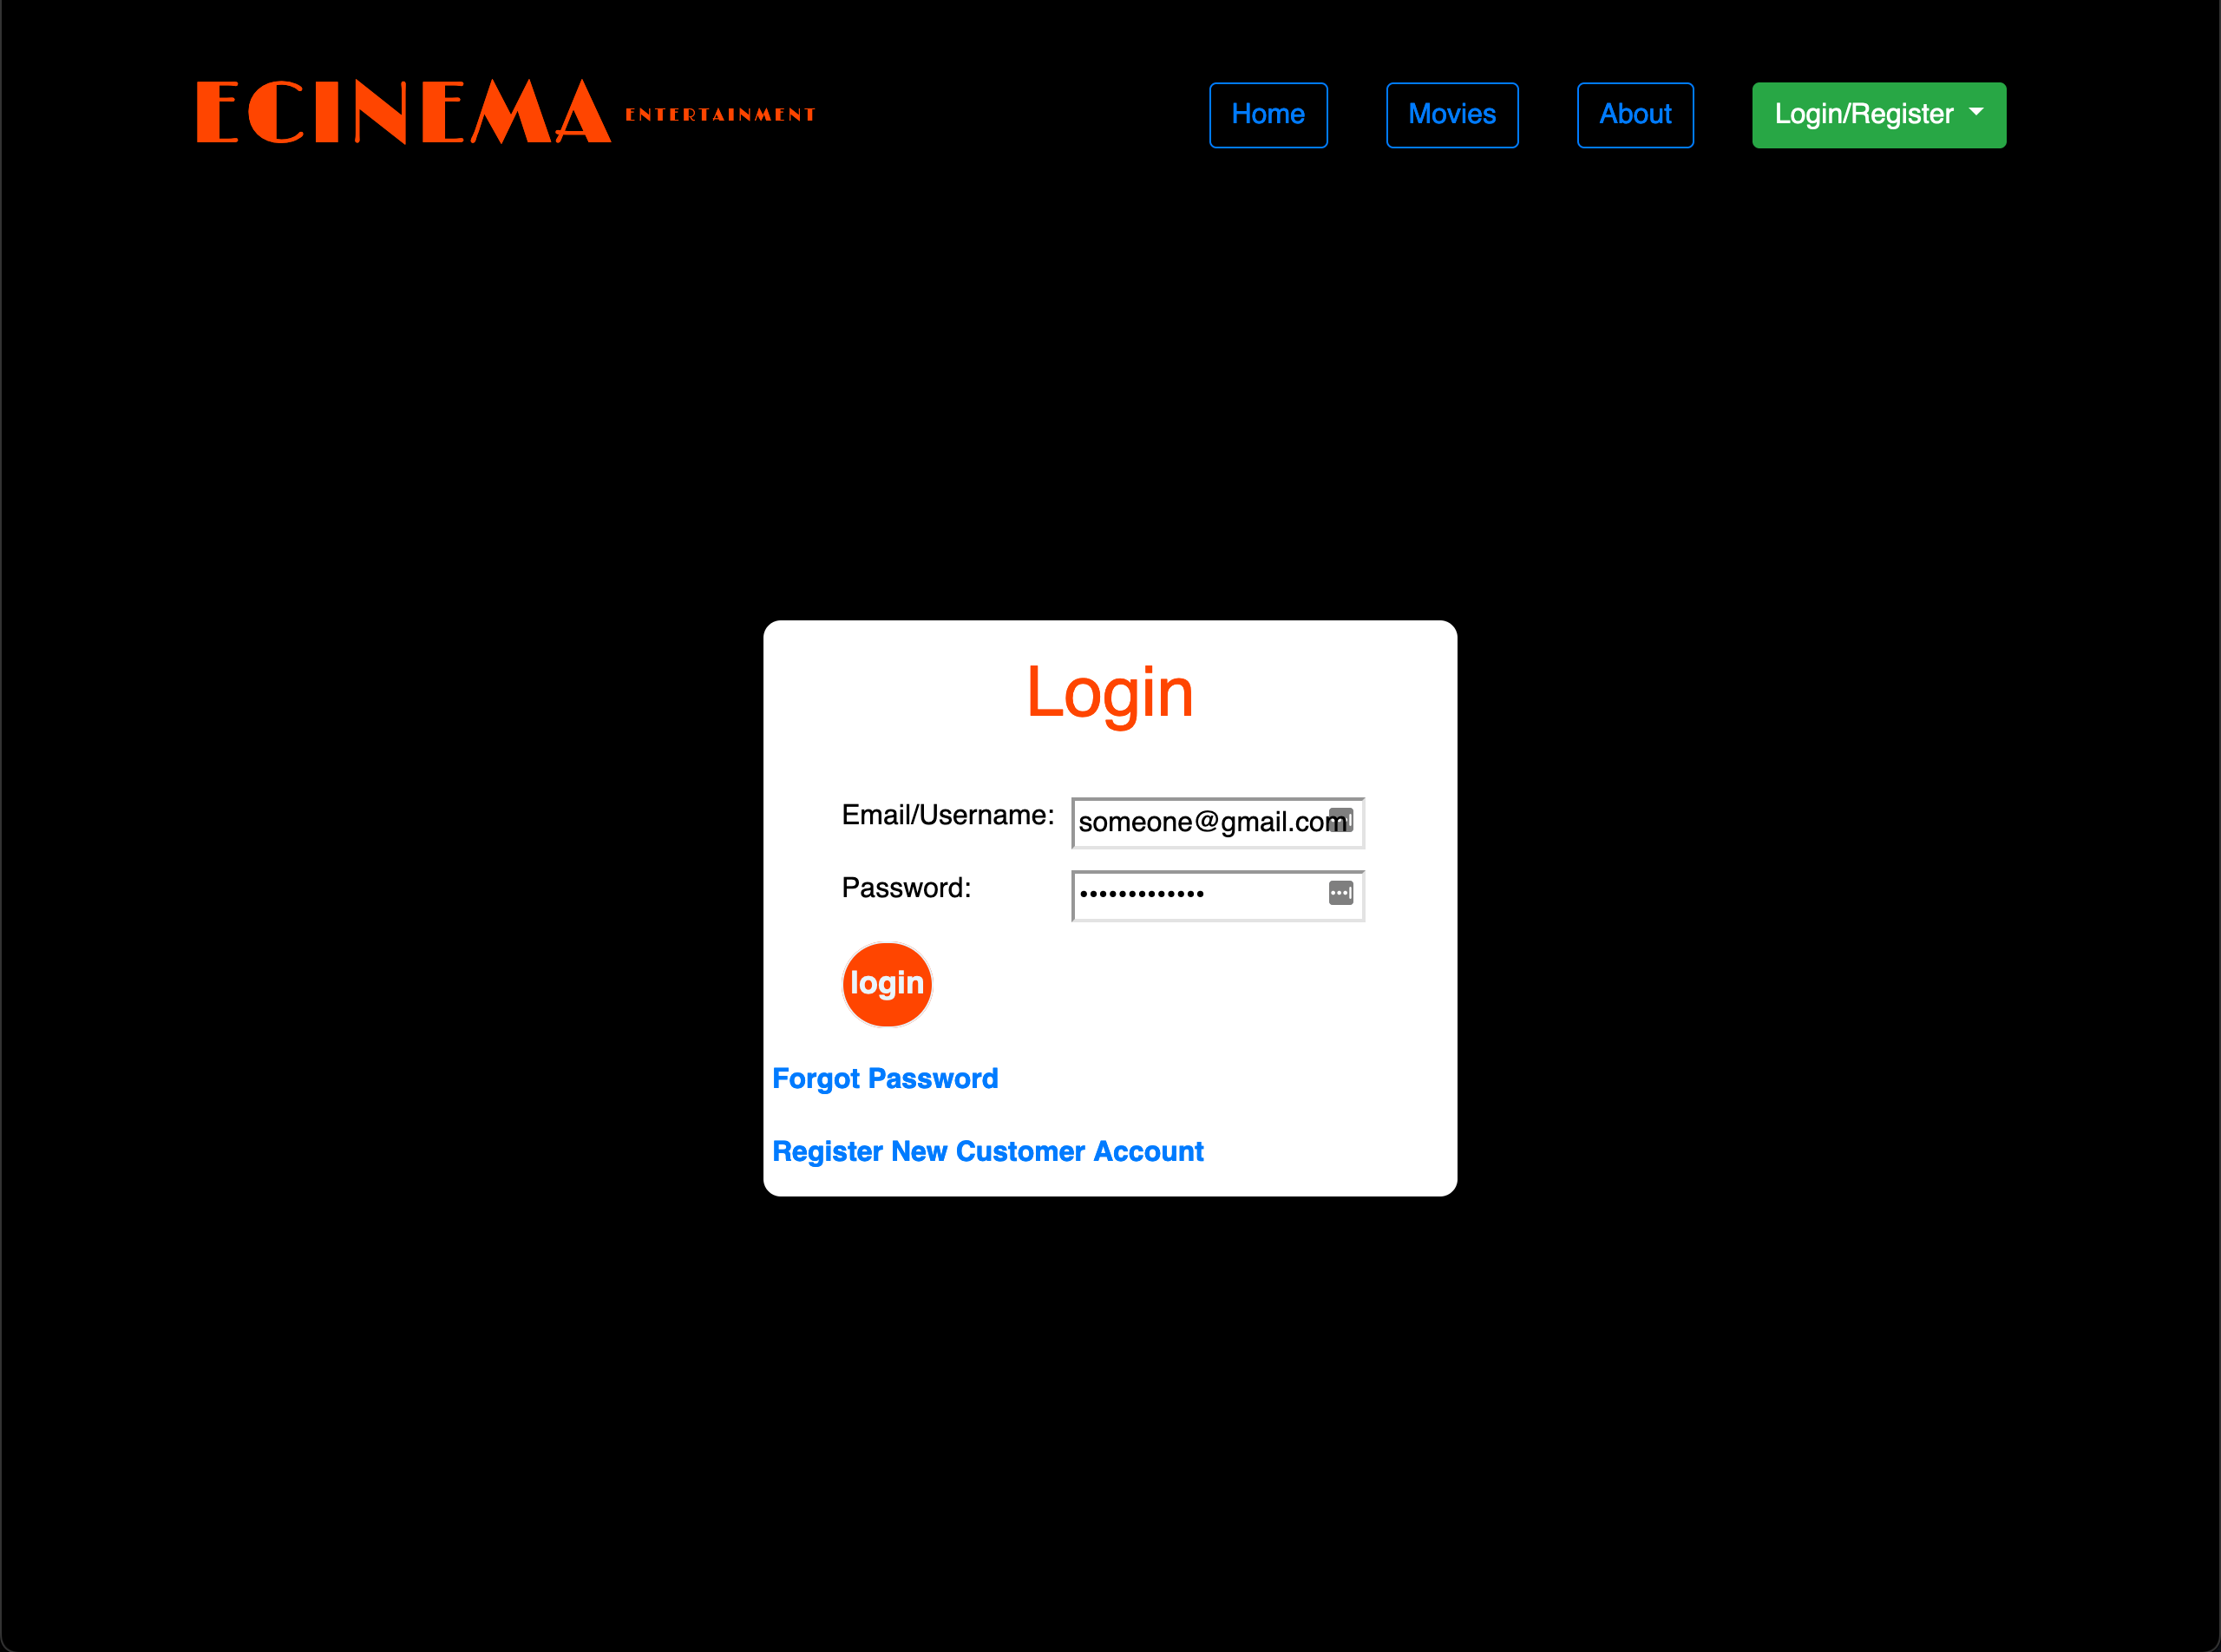 ECINEMA ENTERTAINMENT
Home Movies About Login/Register
Login
Email/Username: someone@gmail.com
Password: •••••••••••••
login
Forgot Password
Register New Customer Account